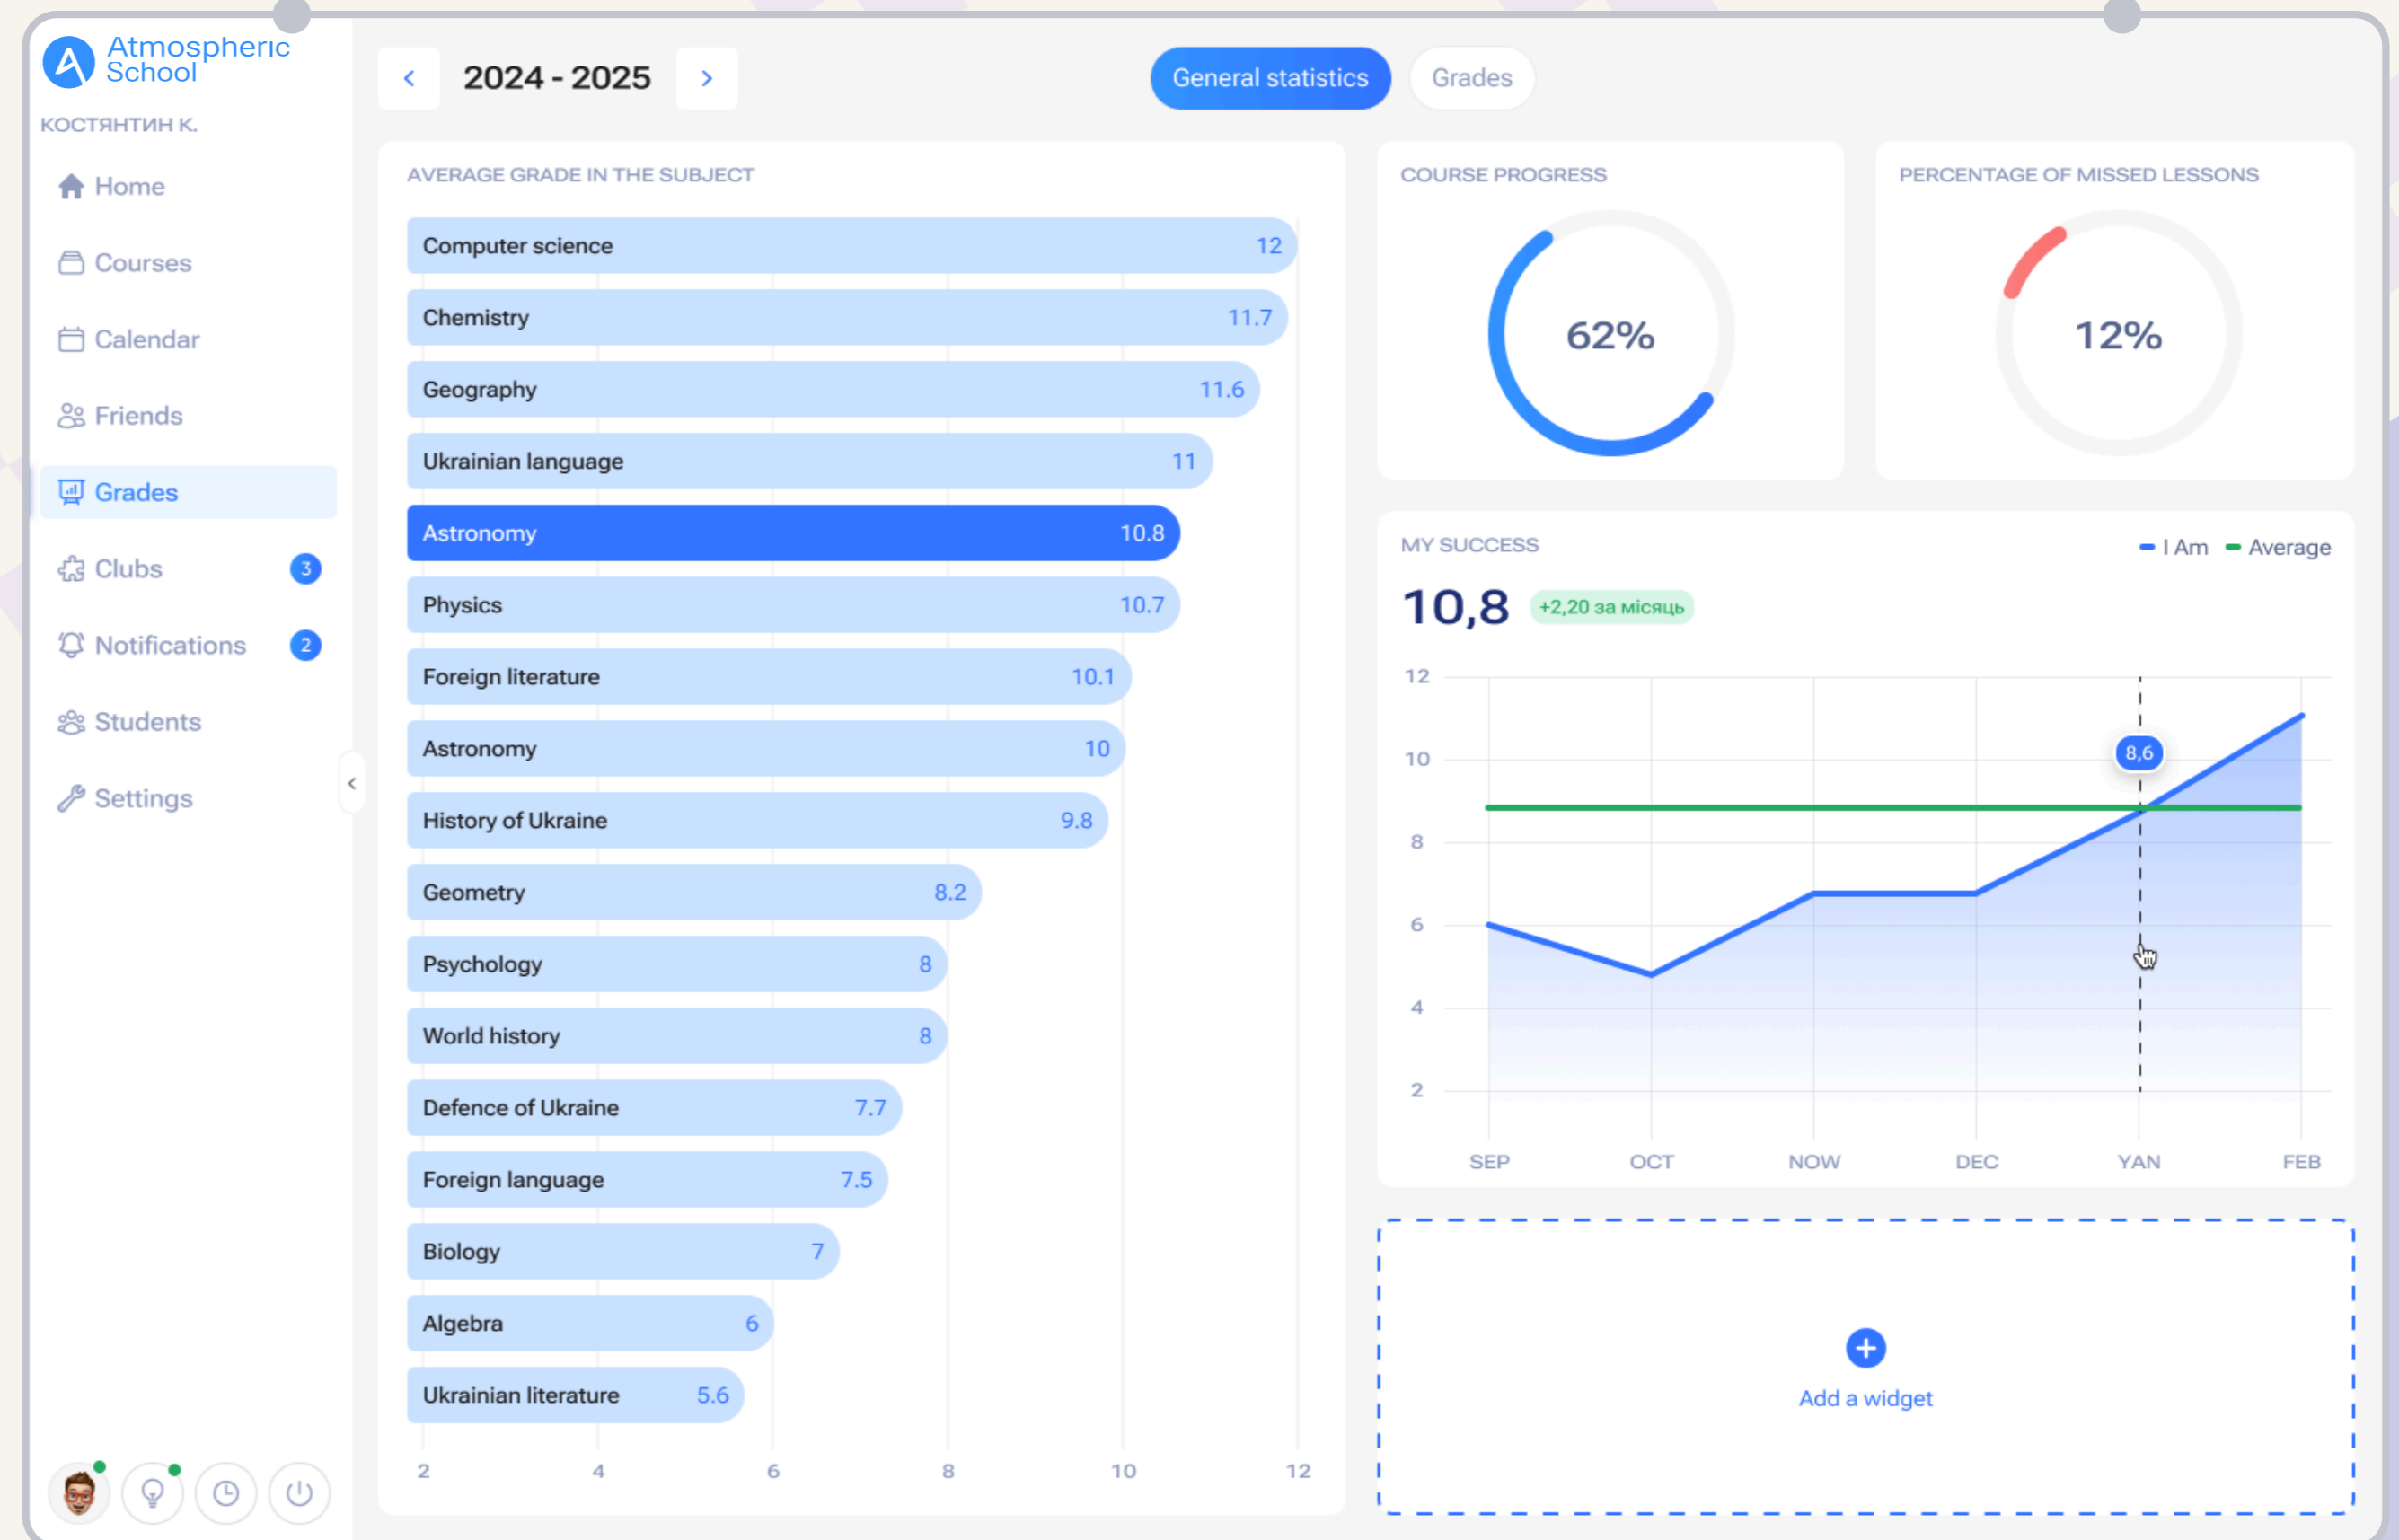 Atmospheric
School
КОСТЯНТИН К.
Home
Courses
Calendar
Friends
Grades
Clubs 3
Notifications 2
Students
Settings
2024 - 2025
General statistics
Grades
AVERAGE GRADE IN THE SUBJECT
Computer science 12
Chemistry 11.7
Geography 11.6
Ukrainian language 11
Astronomy 10.8
Physics 10.7
Foreign literature 10.1
Astronomy 10
History of Ukraine 9.8
Geometry 8.2
Psychology 8
World history 8
Defence of Ukraine 7.7
Foreign language 7.5
Biology 7
Algebra 6
Ukrainian literature 5.6
2 4 6 8 10 12
COURSE PROGRESS
62%
PERCENTAGE OF MISSED LESSONS
12%
MY SUCCESS
I Am Average
10,8 +2,20 за місяць
12
10
8,6
8
6
4
2
SEP OCT NOW DEC YAN FEB
Add a widget